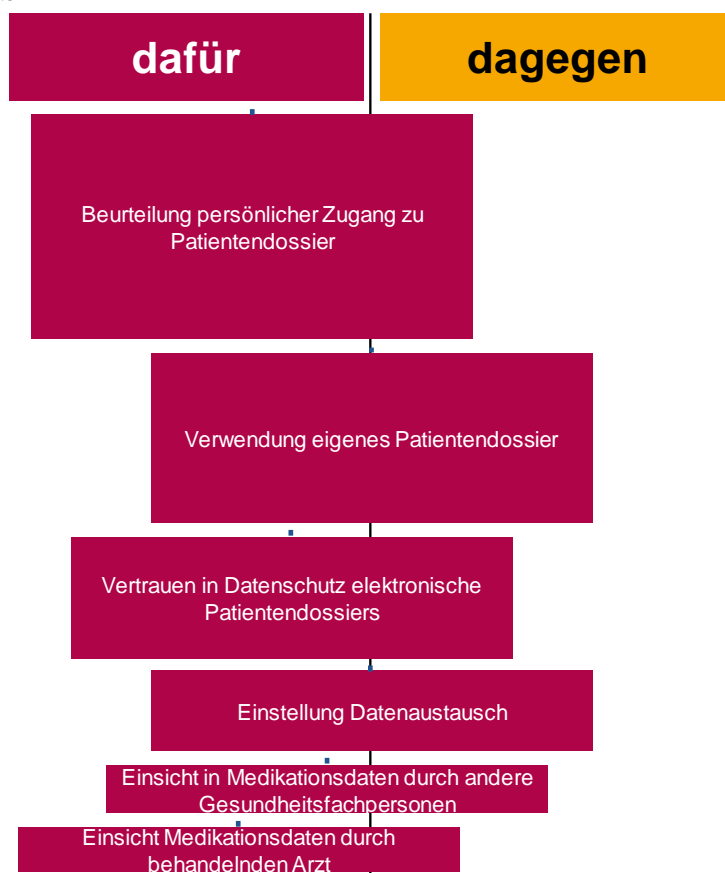 dafür
dagegen
Beurteilung persönlicher Zugang zu
Patientendossier
Verwendung eigenes Patientendossier
Vertrauen in Datenschutz elektronische
Patientendossiers
Einstellung Datenaustausch
Einsicht in Medikationsdaten durch andere
Gesundheitsfachpersonen
Einsicht Medikationsdaten durch
behandelnden Arzt